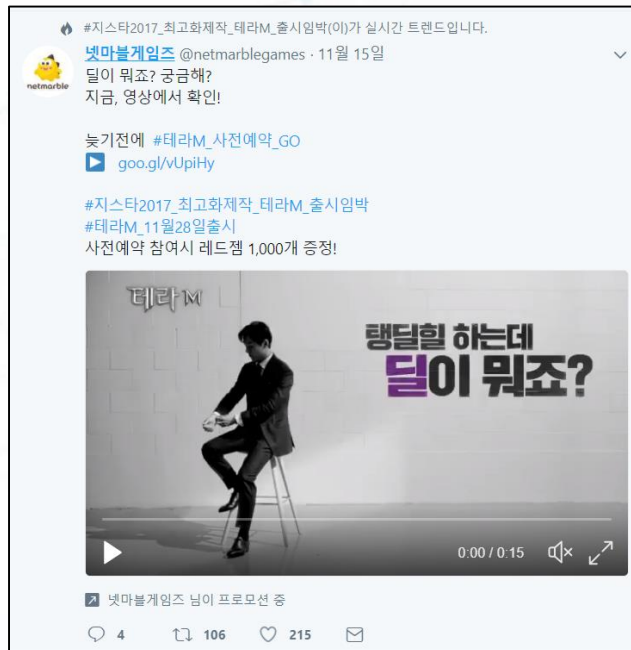 #지스타2017_최고화제작_테라M_출시임박(이)가 실시간 트렌드입니다.
넷마블게임즈 @netmarblegames · 11월 15일
netmarble
딜이 뭐죠? 궁금해?
지금, 영상에서 확인!
늦기전에 #테라M_사전예약_GO
goo.gl/vUpiHy
#지스타2017_최고화제작_테라M_출시임박
#테라M_11월28일출시
사전예약 참여시 레드젬 1,000개 증정!
테라M
탱딜힐 하는데
딜이 뭐죠?
0:00 / 0:15
넷마블게임즈 님이 프로모션 중
4 106 215